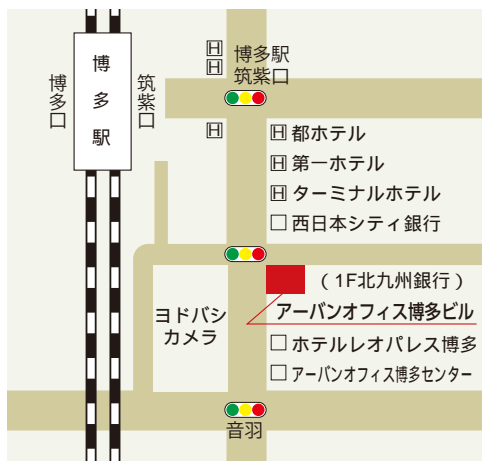 博多口
博多駅
筑紫口
H
H
博多駅
筑紫口
H
H 都ホテル
H 第一ホテル
H ターミナルホテル
西日本シティ銀行
(1F北九州銀行)
アーバンオフィス博多ビル
ヨドバシ
カメラ
ホテルレオパレス博多
アーバンオフィス博多センター
音羽